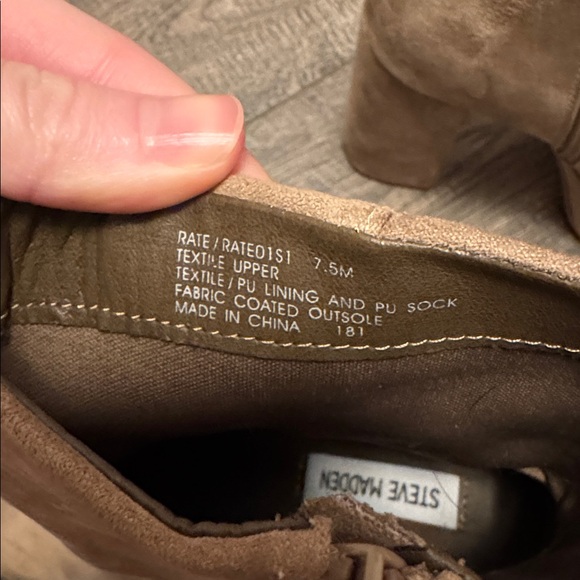 RATE/RATE01S1 7.5M
TEXTILE UPPER
TEXTILE/PU LINING AND PU SOCK
FABRIC COATED OUTSOLE
MADE IN CHINA 181
STEVE MADDEN